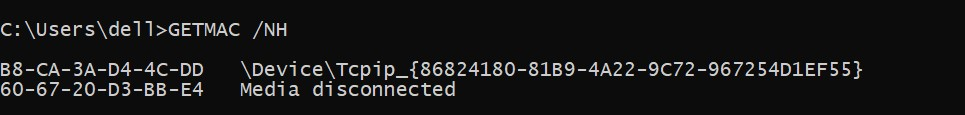 C:\Users\dell>GETMAC /NH
B8-CA-3A-D4-4C-DD   \Device\Tcpip_{86824180-81B9-4A22-9C72-967254D1EF55}
60-67-20-D3-BB-E4   Media disconnected